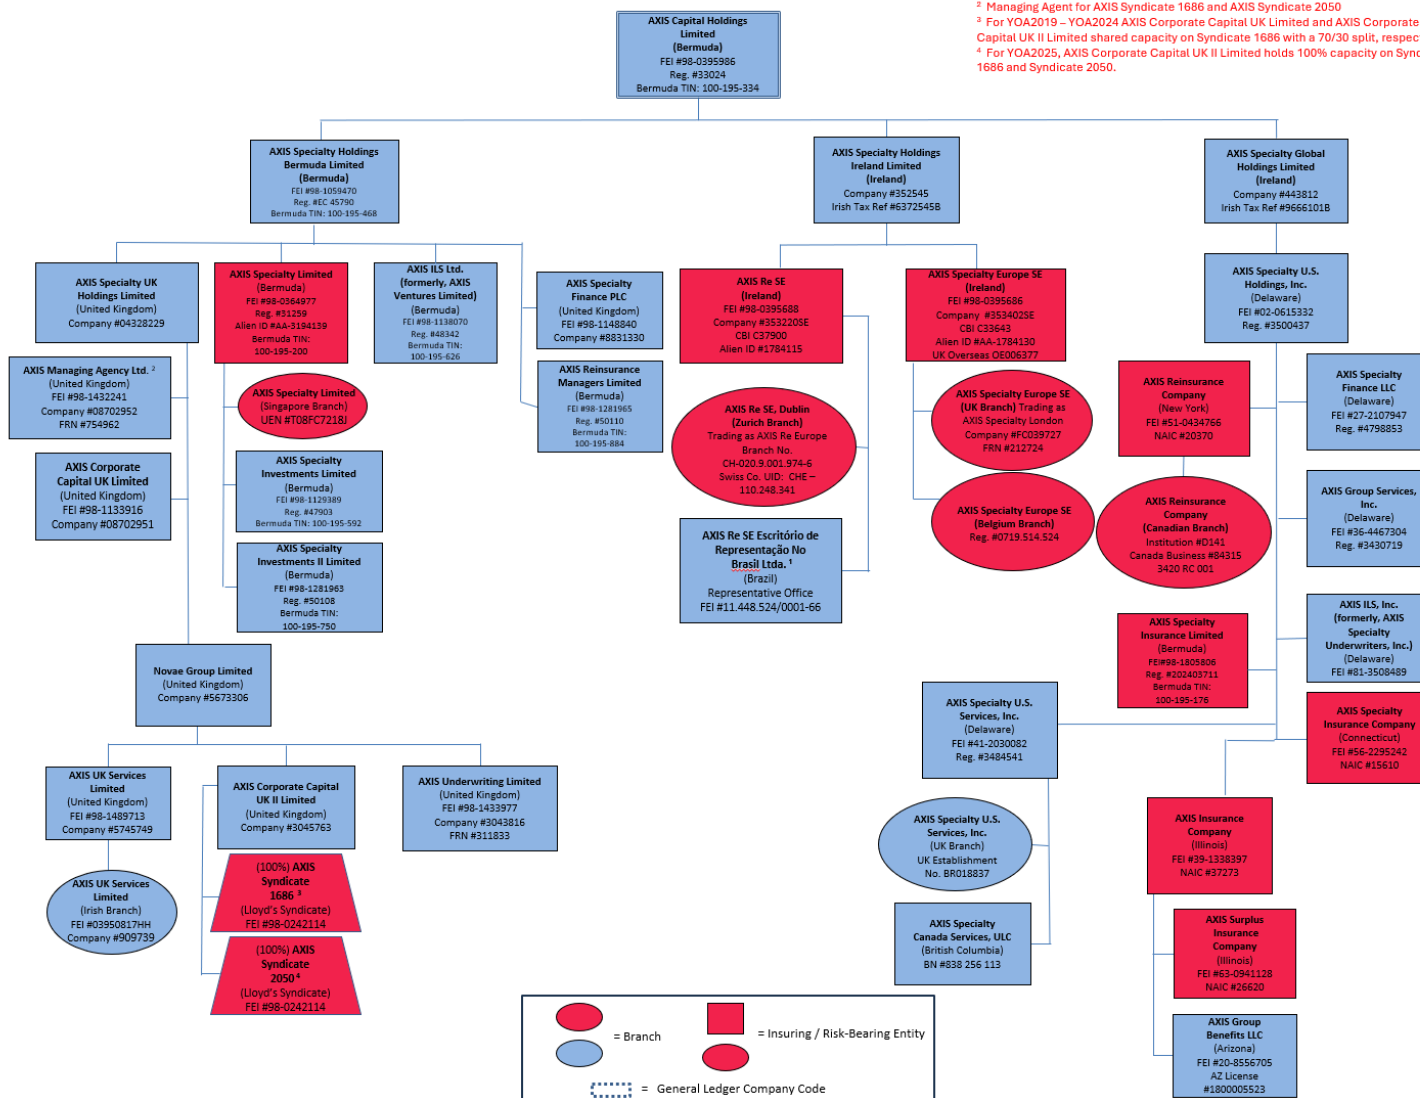 ² Managing Agent for AXIS Syndicate 1686 and AXIS Syndicate 2050
³ For YOA2019 – YOA2024 AXIS Corporate Capital UK Limited and AXIS Corporate
Capital UK II Limited shared capacity on Syndicate 1686 with a 70/30 split, respec
⁴ For YOA2025, AXIS Corporate Capital UK II Limited holds 100% capacity on Sync
1686 and Syndicate 2050.
AXIS Capital Holdings
Limited
(Bermuda)
FEI #98-0395986
Reg. #33024
Bermuda TIN: 100-195-334
AXIS Specialty Holdings
Bermuda Limited
(Bermuda)
FEI #98-1059470
Reg. #EC 45790
Bermuda TIN: 100-195-468
AXIS Specialty Holdings
Ireland Limited
(Ireland)
Company #352545
Irish Tax Ref #6372545B
AXIS Specialty Global
Holdings Limited
(Ireland)
Company #443812
Irish Tax Ref #9666101B
AXIS Specialty UK
Holdings Limited
(United Kingdom)
Company #04328229
AXIS Specialty Limited
(Bermuda)
FEI #98-0364977
Reg. #31259
Alien ID #AA-3194139
Bermuda TIN:
100-195-200
AXIS ILS Ltd.
(formerly, AXIS
Ventures Limited)
(Bermuda)
FEI #98-1138070
Reg. #48342
Bermuda TIN:
100-195-626
AXIS Specialty
Finance PLC
(United Kingdom)
FEI #98-1148840
Company #8831330
AXIS Re SE
(Ireland)
FEI #98-0395688
Company #353220SE
CBI C37900
Alien ID #1784115
AXIS Specialty Europe SE
(Ireland)
FEI #98-0395686
Company #353402SE
CBI C33643
Alien ID #AA-1784130
UK Overseas OE006377
AXIS Specialty U.S.
Holdings, Inc.
(Delaware)
FEI #02-0615332
Reg. #3500437
AXIS Managing Agency Ltd. ²
(United Kingdom)
FEI #98-1432241
Company #08702952
FRN #754962
AXIS Specialty Limited
(Singapore Branch)
UEN #T08FC7218J
AXIS Reinsurance
Managers Limited
(Bermuda)
FEI #98-1281965
Reg. #50110
Bermuda TIN:
100-195-884
AXIS Re SE, Dublin
(Zurich Branch)
Trading as AXIS Re Europe
Branch No.
CH-020.9.001.974-6
Swiss Co. UID: CHE –
110.248.341
AXIS Specialty Europe SE
(UK Branch) Trading as
AXIS Specialty London
Company #FC039727
FRN #212724
AXIS Reinsurance
Company
(New York)
FEI #51-0434766
NAIC #20370
AXIS Specialty
Finance LLC
(Delaware)
FEI #27-2107947
Reg. #4798853
AXIS Corporate
Capital UK Limited
(United Kingdom)
FEI #98-1133916
Company #08702951
AXIS Specialty
Investments Limited
(Bermuda)
FEI #98-1129389
Reg. #47903
Bermuda TIN: 100-195-592
AXIS Specialty Europe SE
(Belgium Branch)
Reg. #0719.514.524
AXIS Reinsurance
Company
(Canadian Branch)
Institution #D141
Canada Business #84315
3420 RC 001
AXIS Group Services,
Inc.
(Delaware)
FEI #36-4467304
Reg. #3430719
AXIS Specialty
Investments II Limited
(Bermuda)
FEI #98-1281963
Reg. #50108
Bermuda TIN:
100-195-750
AXIS Re SE Escritório de
Representação No
Brasil Ltda. ¹
(Brazil)
Representative Office
FEI #11.448.524/0001-66
AXIS Specialty
Insurance Limited
(Bermuda)
FEI#98-1805806
Reg. #202403711
Bermuda TIN:
100-195-176
AXIS ILS, Inc.
(formerly, AXIS
Specialty
Underwriters, Inc.)
(Delaware)
FEI #81-3508489
Novae Group Limited
(United Kingdom)
Company #5673306
AXIS Specialty U.S.
Services, Inc.
(Delaware)
FEI #41-2030082
Reg. #3484541
AXIS Specialty
Insurance Company
(Connecticut)
FEI #56-2295242
NAIC #15610
AXIS UK Services
Limited
(United Kingdom)
FEI #98-1489713
Company #5745749
AXIS Corporate Capital
UK II Limited
(United Kingdom)
Company #3045763
AXIS Underwriting Limited
(United Kingdom)
FEI #98-1433977
Company #3043816
FRN #311833
AXIS Specialty U.S.
Services, Inc.
(UK Branch)
UK Establishment
No. BR018837
AXIS Insurance
Company
(Illinois)
FEI #39-1338397
NAIC #37273
AXIS UK Services
Limited
(Irish Branch)
FEI #03950817HH
Company #909739
(100%) AXIS
Syndicate
1686 ³
(Lloyd's Syndicate)
FEI #98-0242114
AXIS Specialty
Canada Services, ULC
(British Columbia)
BN #838 256 113
AXIS Surplus
Insurance
Company
(Illinois)
FEI #63-0941128
NAIC #26620
(100%) AXIS
Syndicate
2050 ⁴
(Lloyd's Syndicate)
FEI #98-0242114
AXIS Group
Benefits LLC
(Arizona)
FEI #20-8556705
AZ License
#1800005523
= Branch
= Insuring / Risk-Bearing Entity
= General Ledger Company Code